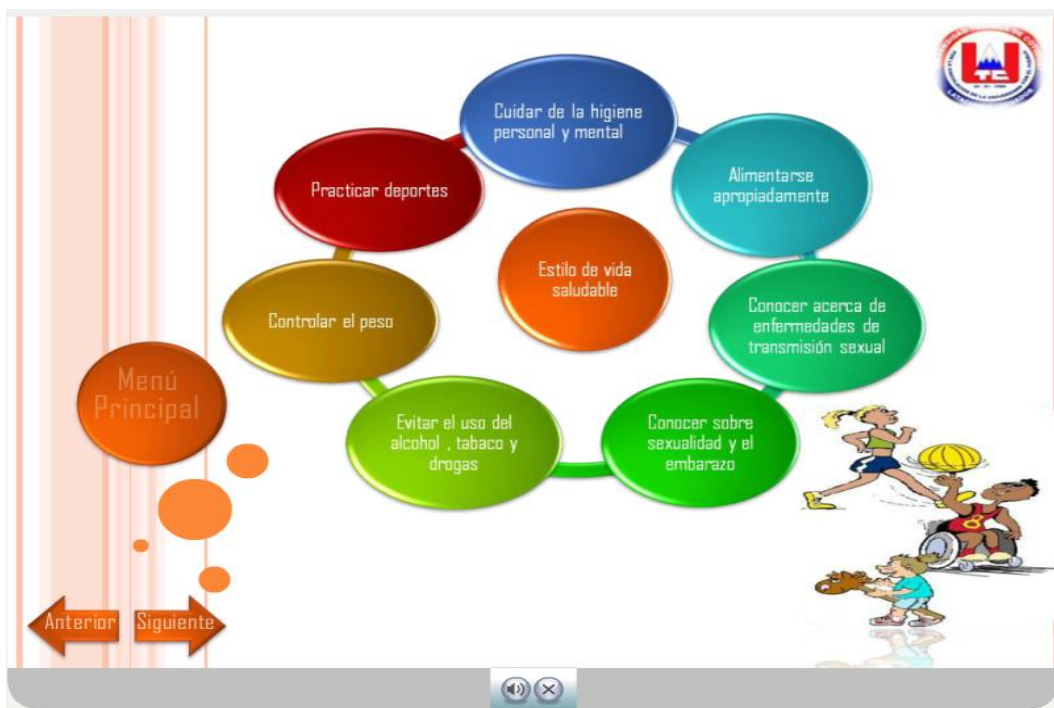 Cuidar de la higiene
personal y mental
Practicar deportes
Alimentarse
apropiadamente
Estilo de vida
saludable
Controlar el peso
Conocer acerca de
enfermedades de
transmisión sexual
Menú
Principal
Evitar el uso del
alcohol , tabaco y
drogas
Conocer sobre
sexualidad y el
embarazo
Anterior
Siguiente
UTC
8